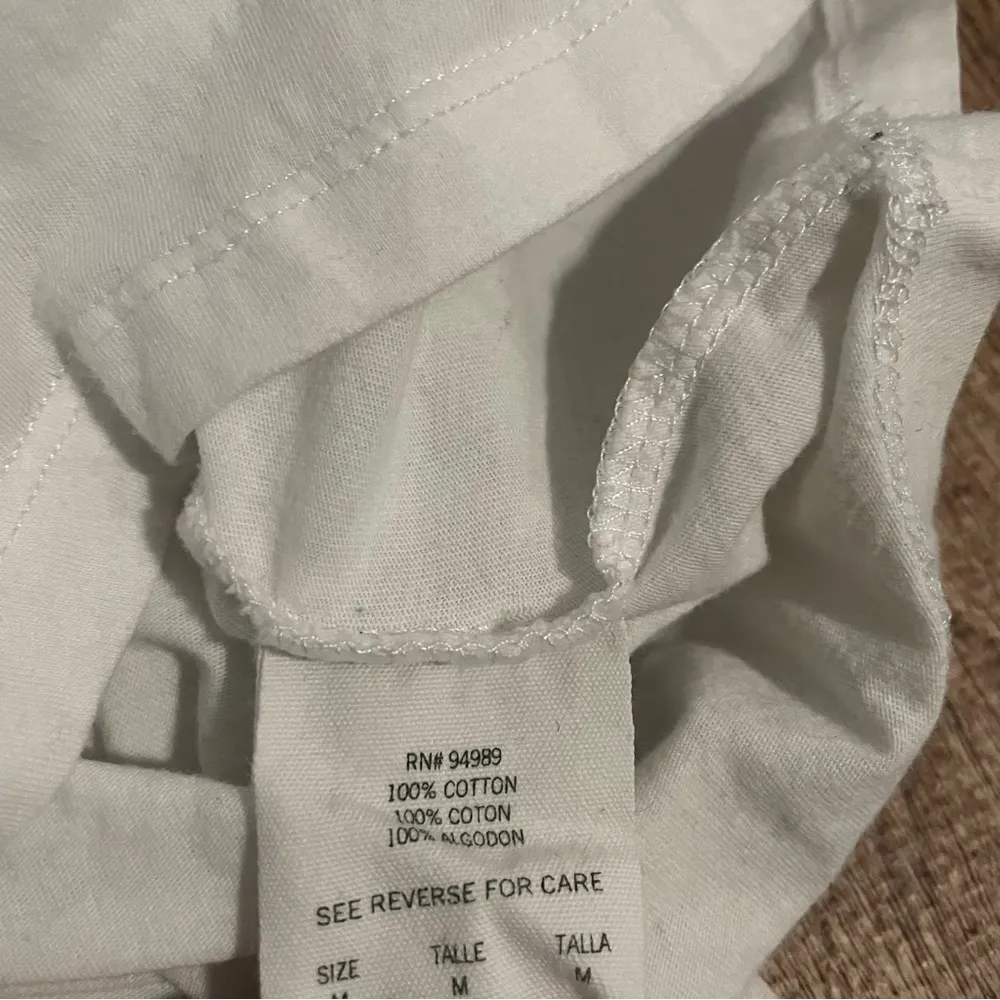 RN# 94989
100% COTTON
100% COTON
100% ALGODON
SEE REVERSE FOR CARE
SIZE TALLE TALLA
M M M